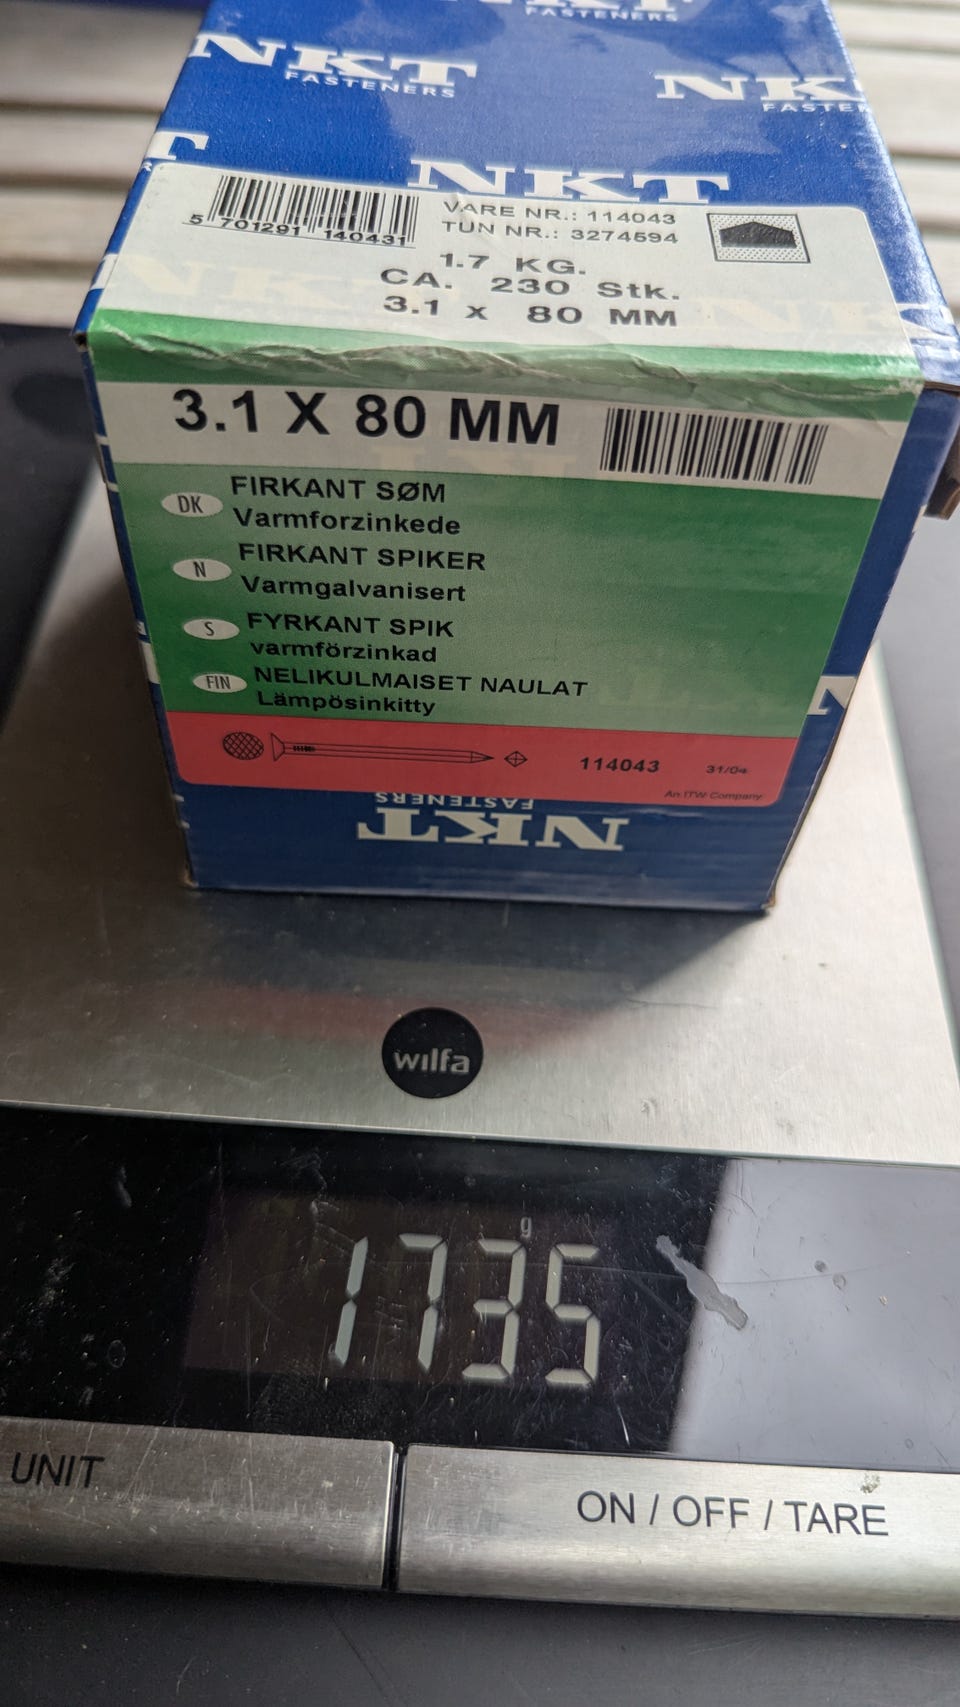 NKT
FASTENERS
NKT
FASTENERS
NKT
FASTENERS
NKT
5 701291 140431
VARE NR.: 114043
TUN NR.: 3274594
1.7 KG.
CA. 230 Stk.
3.1 x 80 MM
3.1 X 80 MM
DK FIRKANT SØM
Varmforzinkede
N FIRKANT SPIKER
Varmgalvanisert
S FYRKANT SPIK
varmförzinkad
FIN NELIKULMAISET NAULAT
Lämpösinkitty
114043 31/04
An ITW Company
NKT
FASTENERS
wilfa
g
1735
UNIT
ON / OFF / TARE